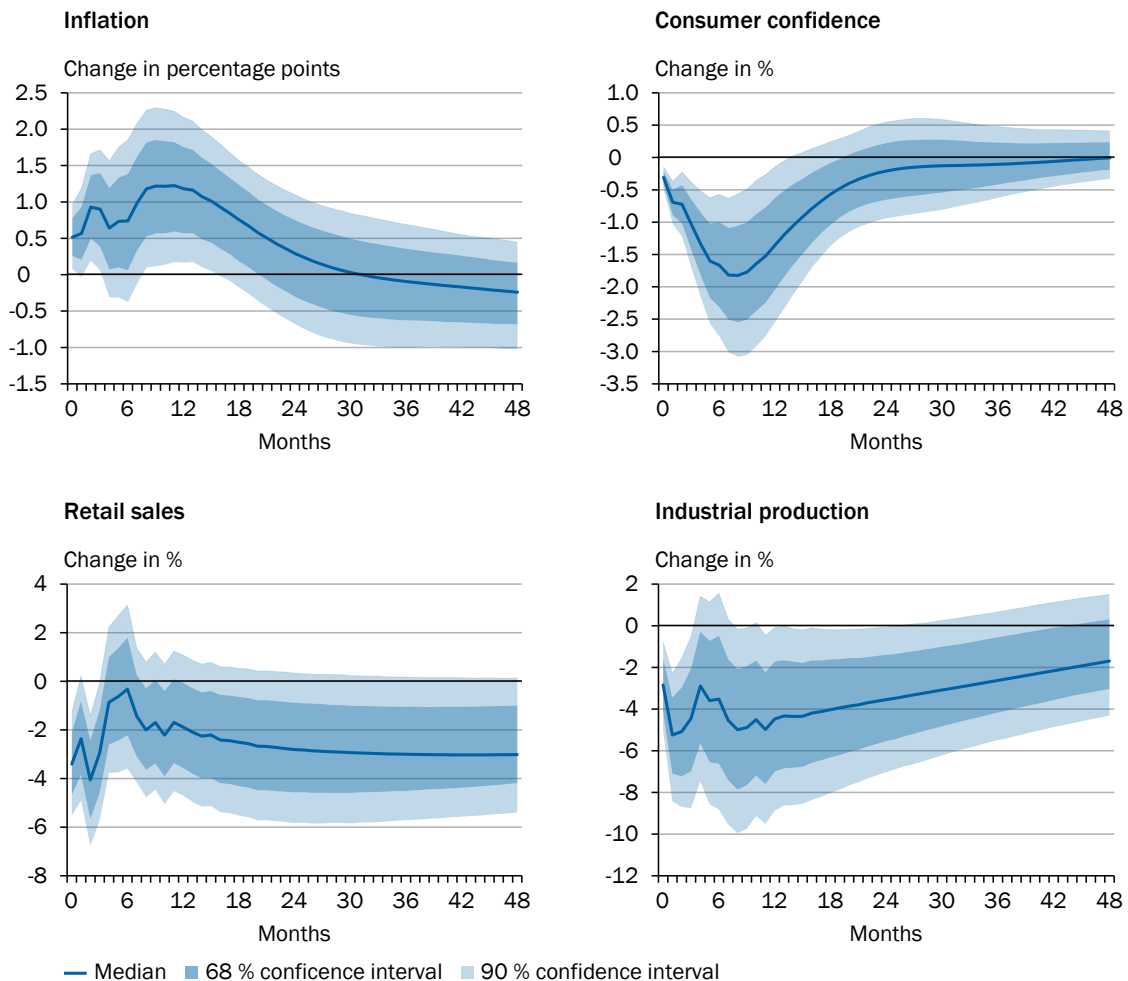 Inflation
Change in percentage points
2.5
2.0
1.5
1.0
0.5
0
-0.5
-1.0
-1.5
0 6 12 18 24 30 36 42 48
Months
Consumer confidence
Change in %
1.0
0.5
0
-0.5
-1.0
-1.5
-2.0
-2.5
-3.0
-3.5
0 6 12 18 24 30 36 42 48
Months
Retail sales
Change in %
4
2
0
-2
-4
-6
-8
0 6 12 18 24 30 36 42 48
Months
Industrial production
Change in %
2
0
-2
-4
-6
-8
-10
-12
0 6 12 18 24 30 36 42 48
Months
Median 68 % conficence interval 90 % confidence interval